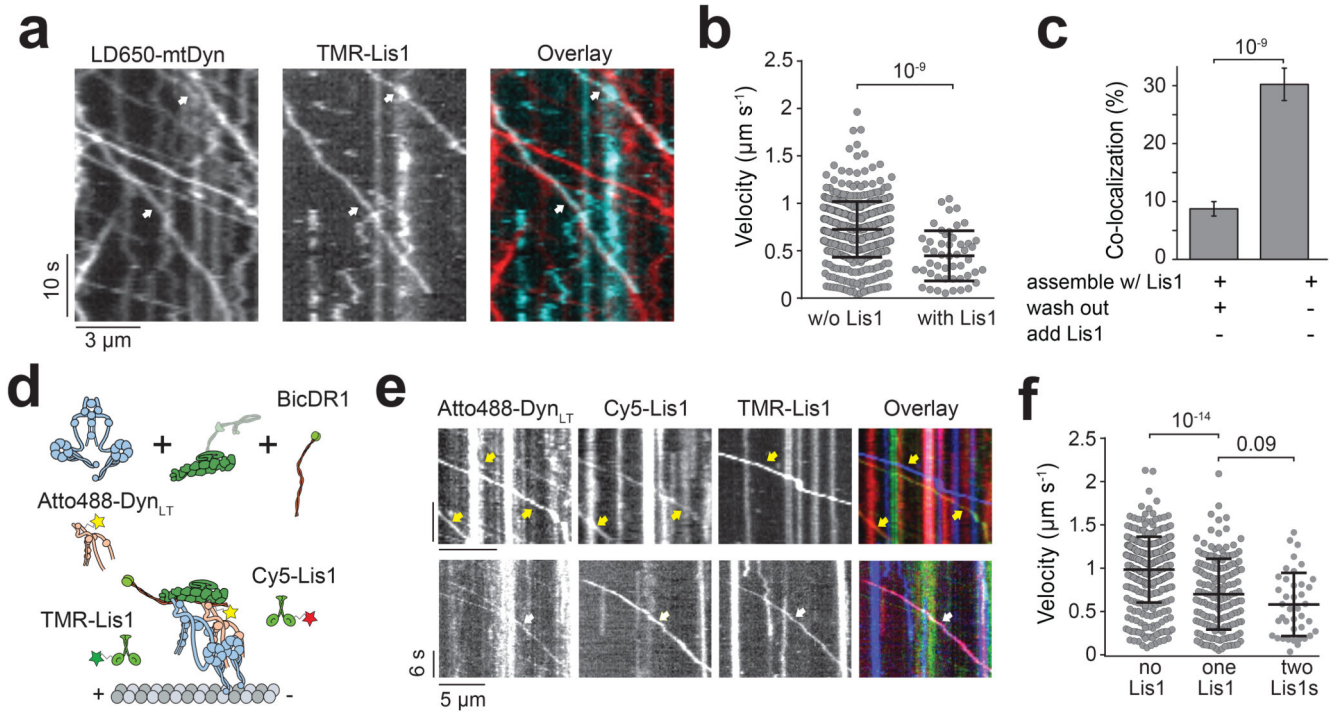 a
LD650-mtDyn
TMR-Lis1
Overlay
10 s
3 µm
b
Velocity (µm s⁻¹)
2.5
2
1.5
1
0.5
0
10⁻⁹
w/o Lis1
with Lis1
c
Co-localization (%)
30
20
10
0
10⁻⁹
assemble w/ Lis1 + +
wash out + -
add Lis1 - -
d
BicDR1
+ +
Atto488-Dyn_LT
Cy5-Lis1
TMR-Lis1
+ -
e
Atto488-Dyn_LT
Cy5-Lis1
TMR-Lis1
Overlay
6 s
5 µm
f
Velocity (µm s⁻¹)
2.5
2
1.5
1
0.5
0
10⁻¹⁴
0.09
no Lis1
one Lis1
two Lis1s